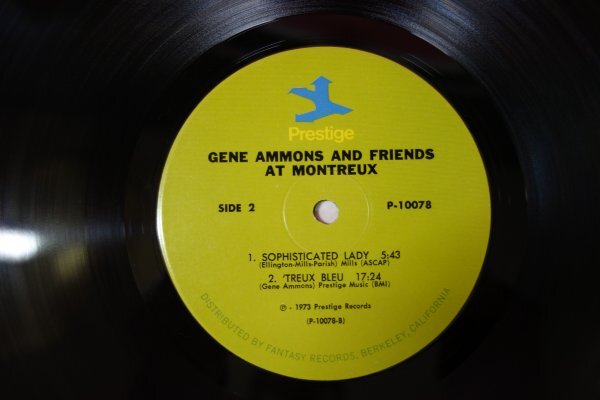 Prestige
GENE AMMONS AND FRIENDS
AT MONTREUX
SIDE 2 P-10078
1. SOPHISTICATED LADY 5:43
(Ellington-Mills-Parish) Mills (ASCAP)
2. 'TREUX BLEU 17:24
(Gene Ammons) Prestige Music (BMI)
℗ - 1973 Prestige Records
(P-10078-B)
DISTRIBUTED BY FANTASY RECORDS, BERKELEY, CALIFORNIA